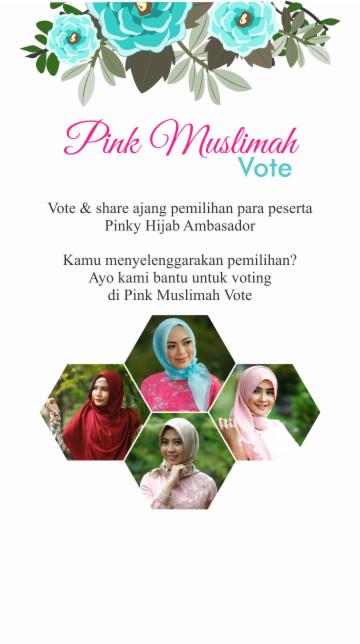 Pink Muslimah
Vote
Vote & share ajang pemilihan para peserta
Pinky Hijab Ambasador
Kamu menyelenggarakan pemilihan?
Ayo kami bantu untuk voting
di Pink Muslimah Vote